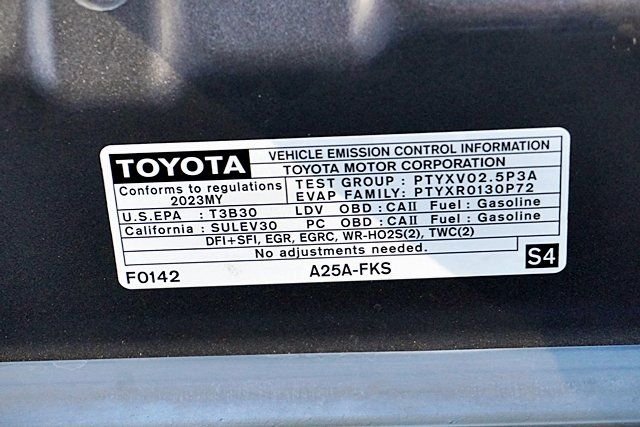 TOYOTA
VEHICLE EMISSION CONTROL INFORMATION
TOYOTA MOTOR CORPORATION
Conforms to regulations
2023MY
TEST GROUP : PTYXV02.5P3A
EVAP FAMILY: PTYXR0130P72
U.S.EPA : T3B30 LDV OBD : CAII Fuel : Gasoline
California : SULEV30 PC OBD : CAII Fuel : Gasoline
DFI+SFI, EGR, EGRC, WR-HO2S(2), TWC(2)
No adjustments needed.
F0142 A25A-FKS S4